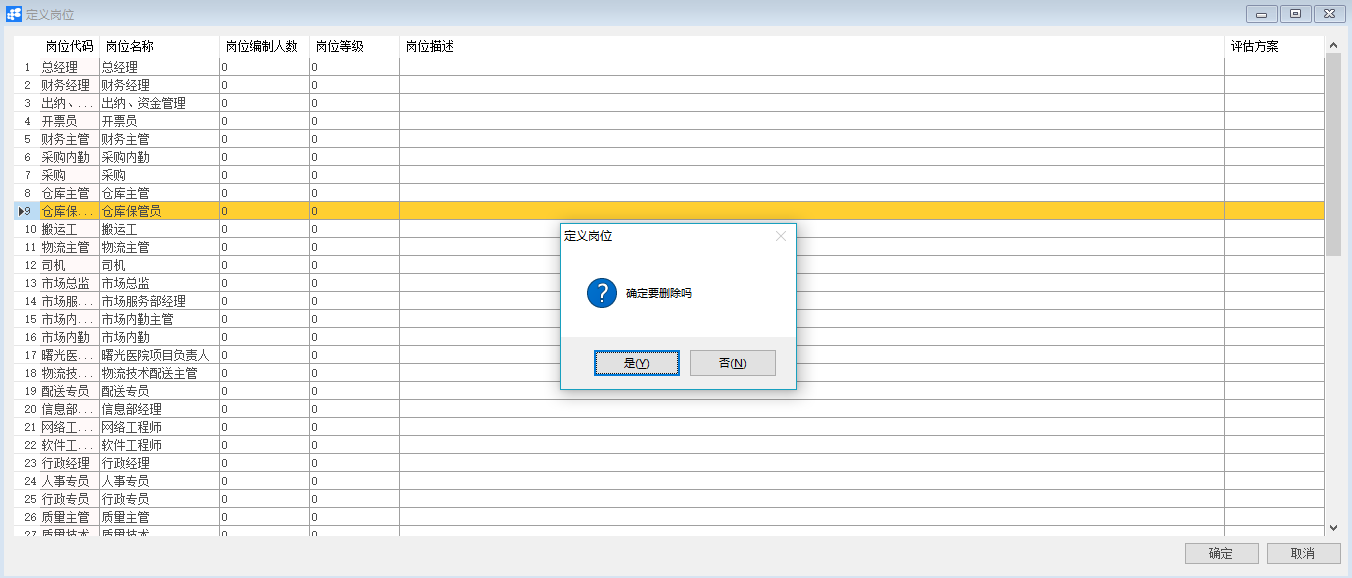 定义岗位
岗位代码 岗位名称 岗位编制人数 岗位等级 岗位描述 评估方案
1 总经理 总经理 0 0
2 财务经理 财务经理 0 0
3 出纳、... 出纳、资金管理 0 0
4 开票员 开票员 0 0
5 财务主管 财务主管 0 0
6 采购内勤 采购内勤 0 0
7 采购 采购 0 0
8 仓库主管 仓库主管 0 0
9 仓库保... 仓库保管员 0 0
10 搬运工 搬运工 0 0
11 物流主管 物流主管 0 0
12 司机 司机 0 0
13 市场总监 市场总监 0 0
14 市场服... 市场服务部经理 0 0
15 市场内... 市场内勤主管 0 0
16 市场内勤 市场内勤 0 0
17 曙光医... 曙光医院项目负责人 0 0
18 物流技... 物流技术配送主管 0 0
19 配送专员 配送专员 0 0
20 信息部... 信息部经理 0 0
21 网络工... 网络工程师 0 0
22 软件工... 软件工程师 0 0
23 行政经理 行政经理 0 0
24 人事专员 人事专员 0 0
25 行政专员 行政专员 0 0
26 质量主管 质量主管 0 0
27 质量技术 质量技术 0 0
定义岗位
确定要删除吗
是(Y) 否(N)
确定 取消